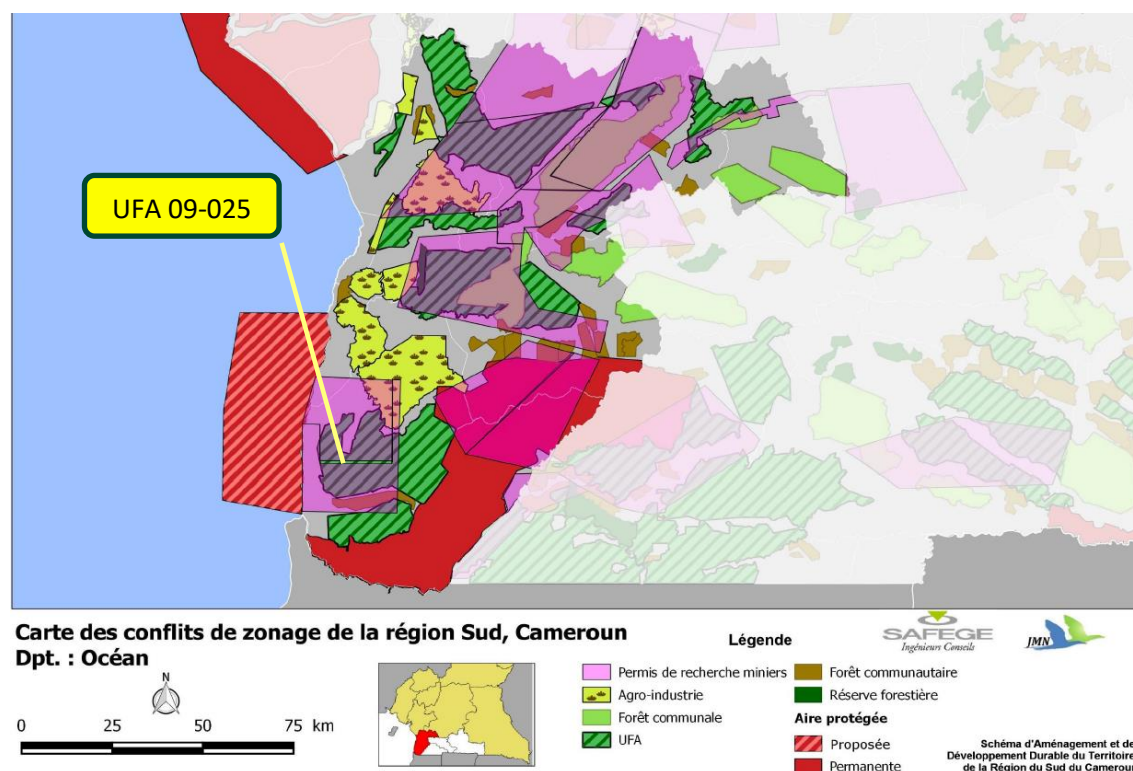 UFA 09-025
Carte des conflits de zonage de la région Sud, Cameroun
Dpt. : Océan
N
0 25 50 75 km
Légende
Permis de recherche miniers
Agro-industrie
Forêt communale
UFA
Forêt communautaire
Réserve forestière
Aire protégée
Proposée
Permanente
SAFEGE
Ingénieurs Conseils
JMN
Schéma d'Aménagement et de
Développement Durable du Territoire
de la Région du Sud du Cameroun